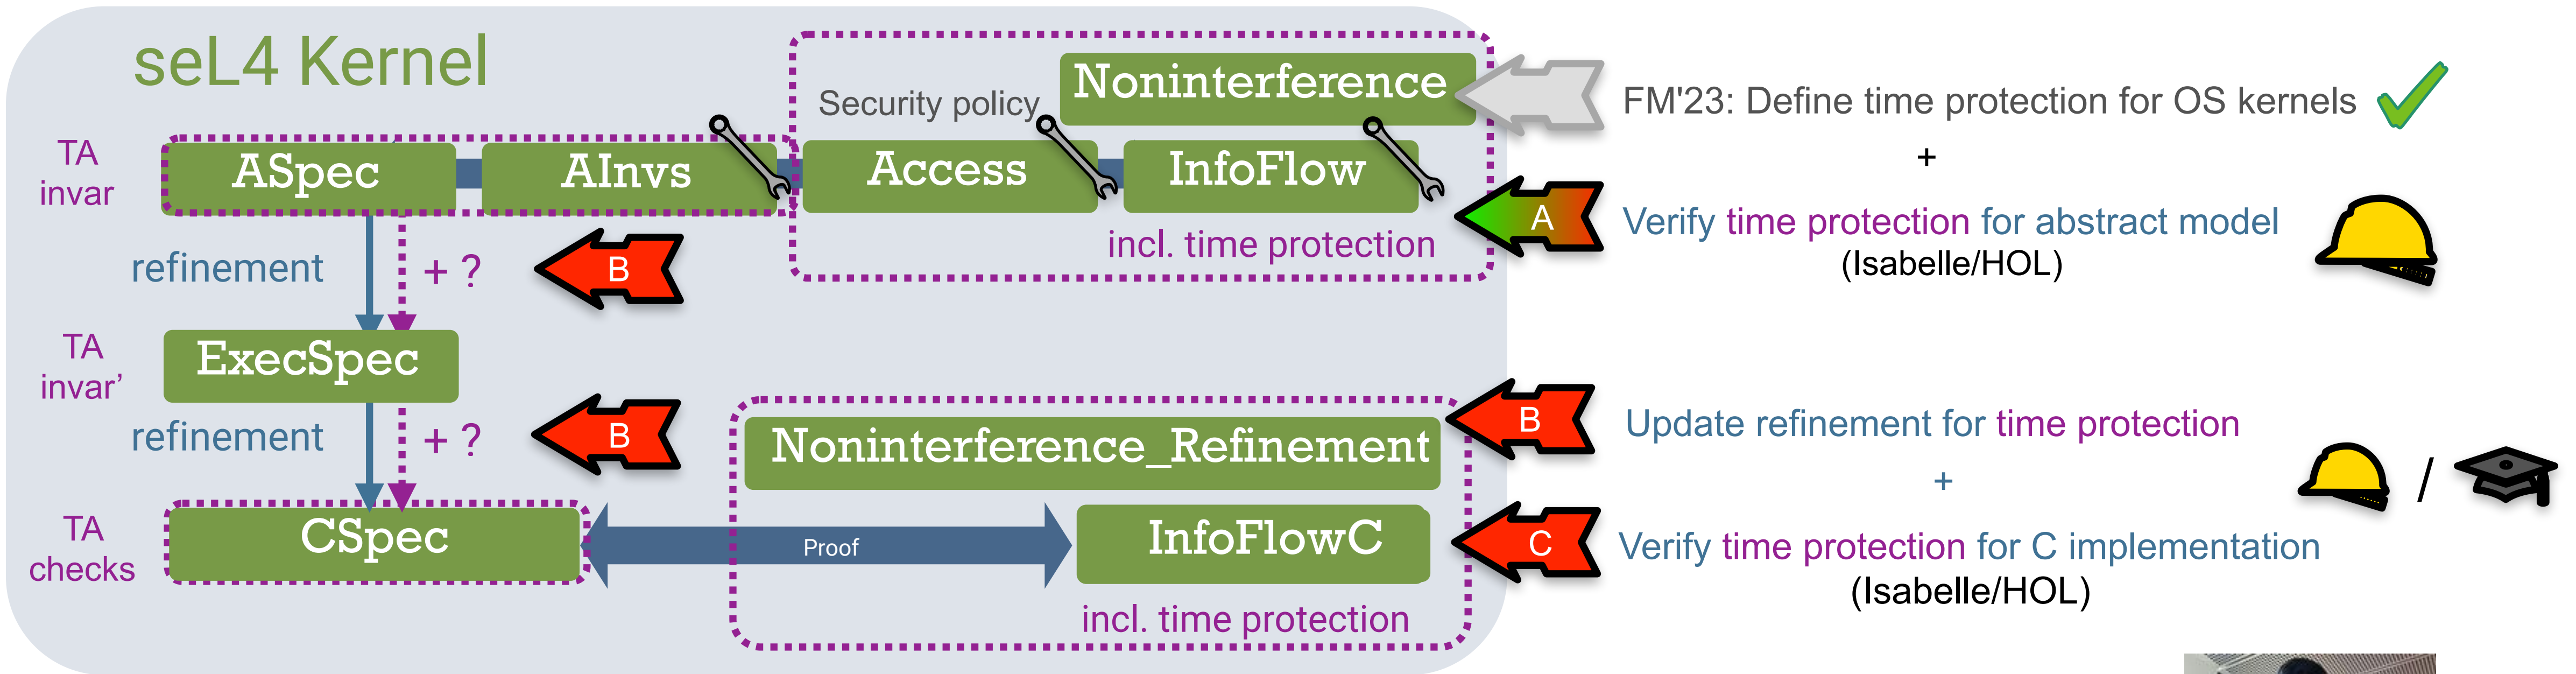 seL4 Kernel
Noninterference
Security policy
FM'23: Define time protection for OS kernels
+
TA
invar
ASpec
AInvs
Access
InfoFlow
A
Verify time protection for abstract model
(Isabelle/HOL)
incl. time protection
refinement
+ ?
B
TA
invar’
ExecSpec
refinement
+ ?
B
Noninterference_Refinement
B
Update refinement for time protection
+
/
TA
checks
CSpec
Proof
InfoFlowC
C
Verify time protection for C implementation
(Isabelle/HOL)
incl. time protection